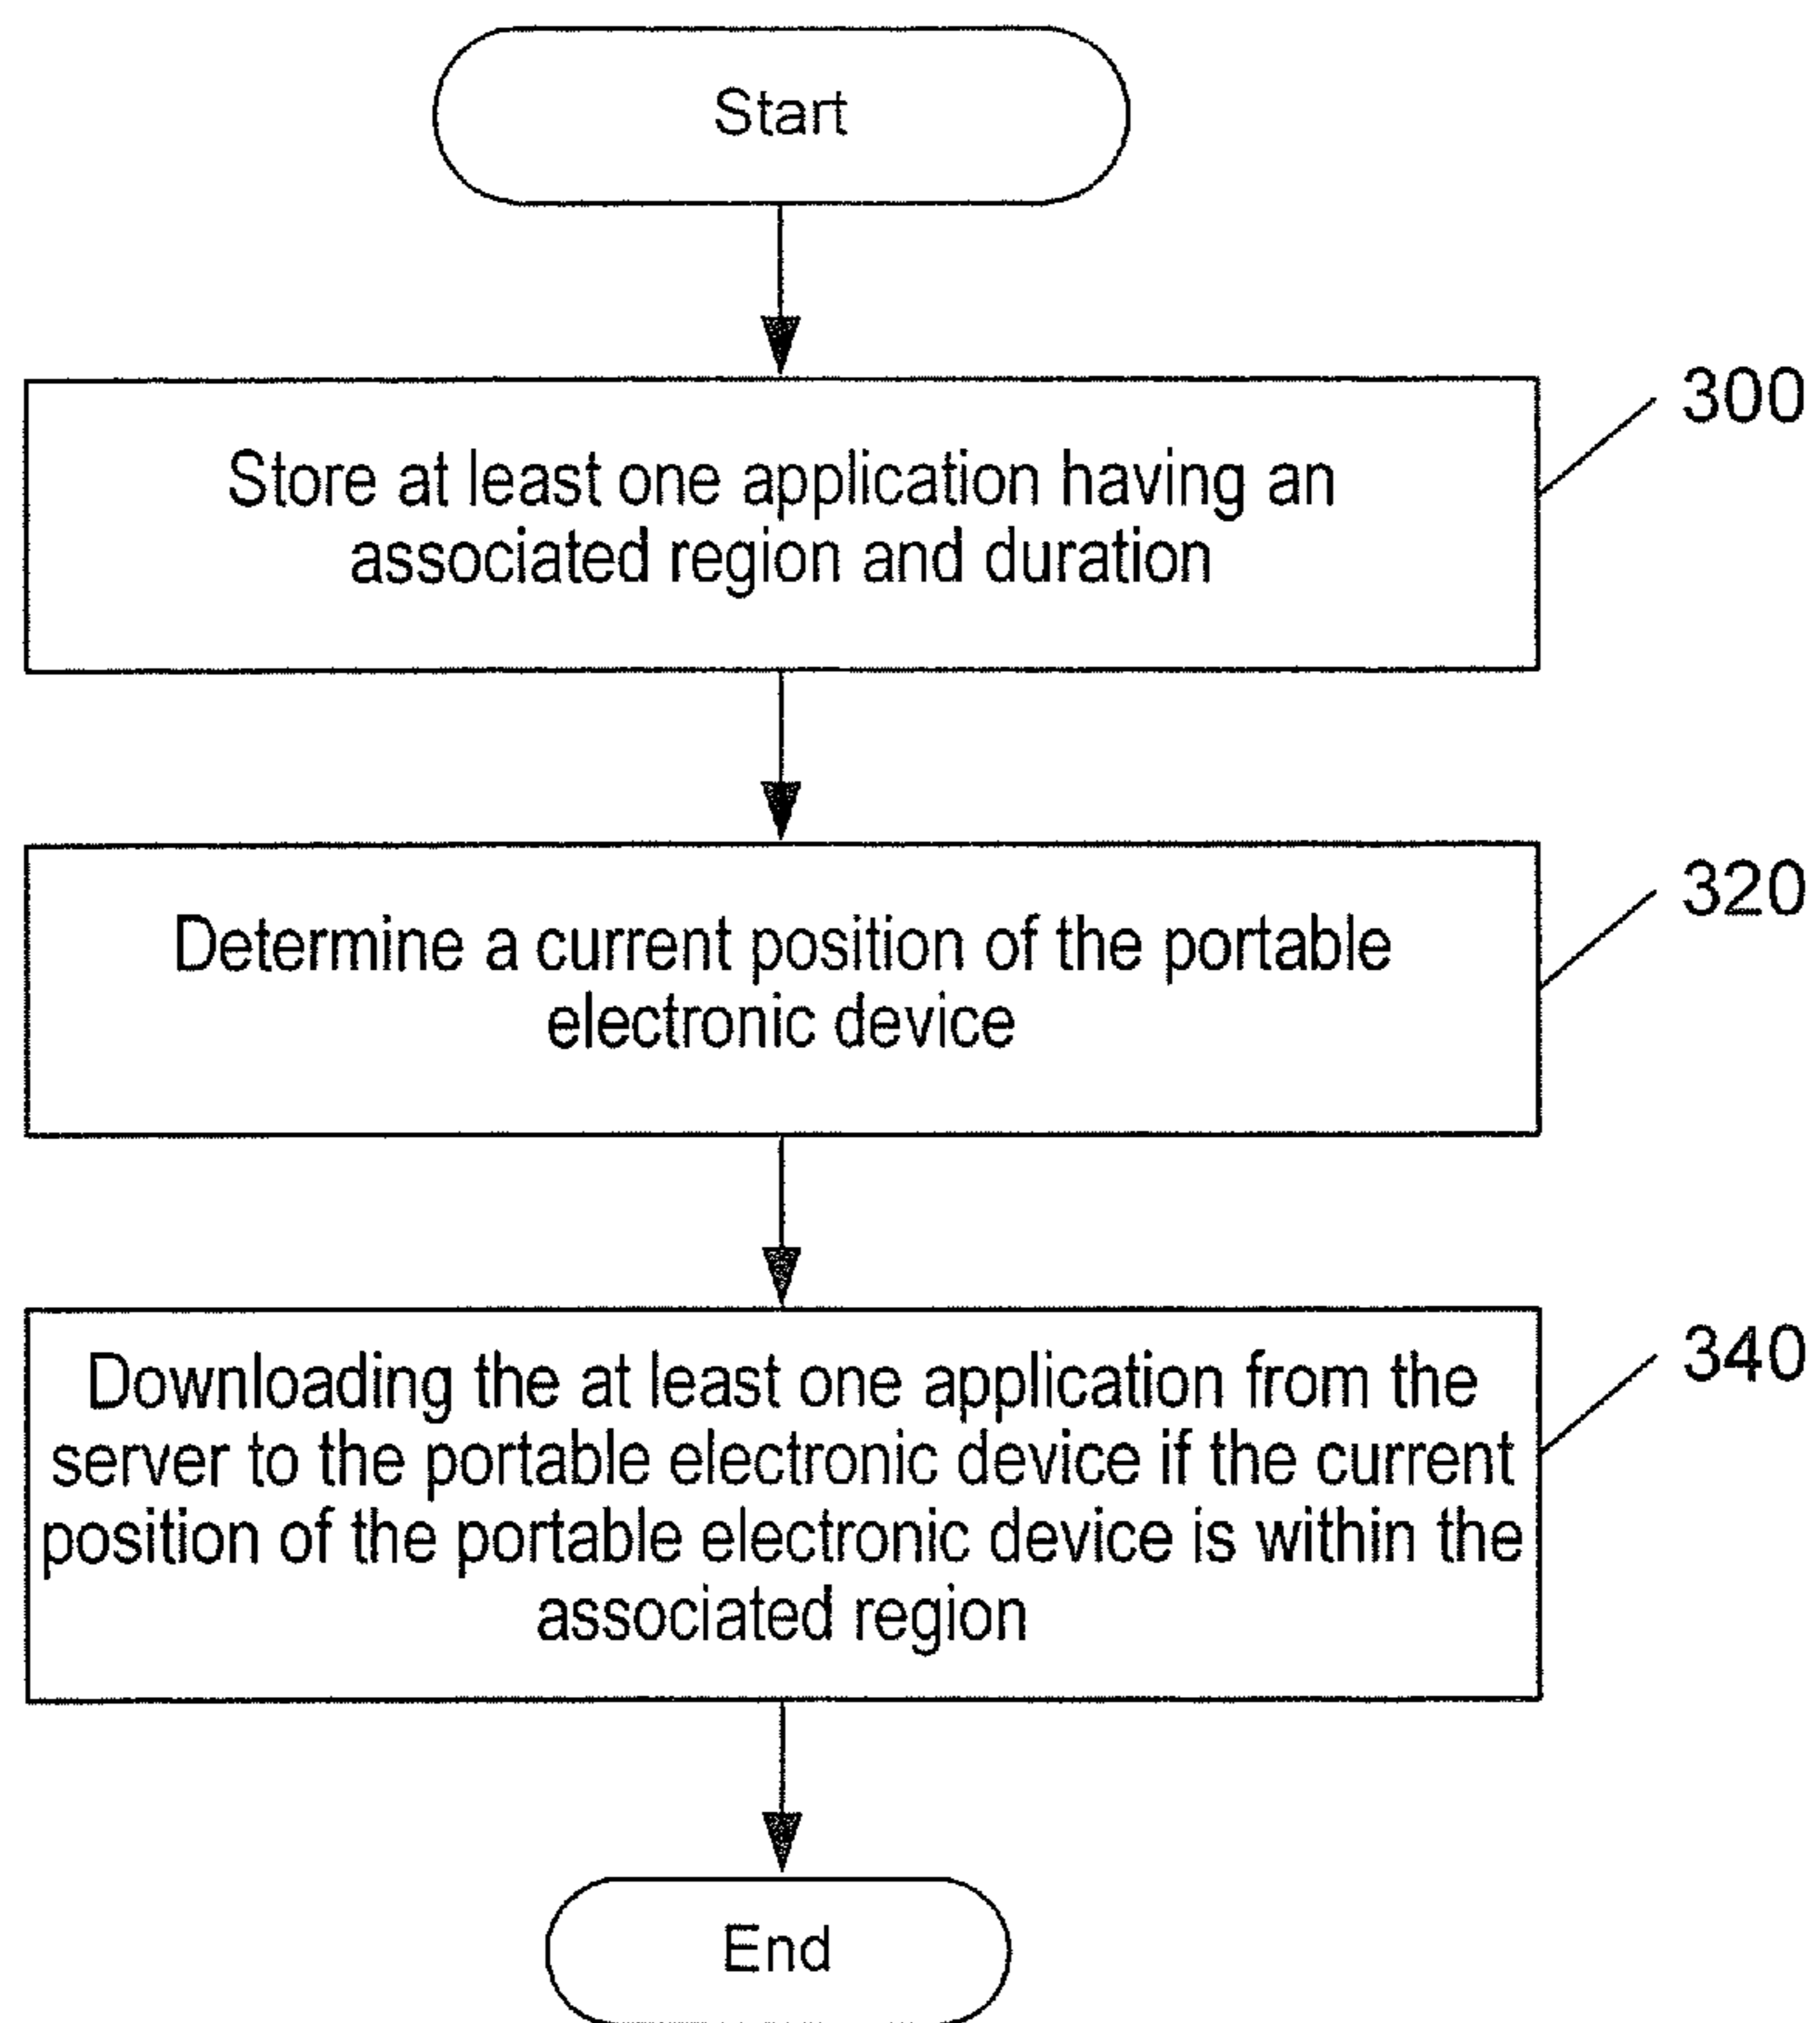 Start
300
Store at least one application having an
associated region and duration
320
Determine a current position of the portable
electronic device
340
Downloading the at least one application from the
server to the portable electronic device if the current
position of the portable electronic device is within the
associated region
End